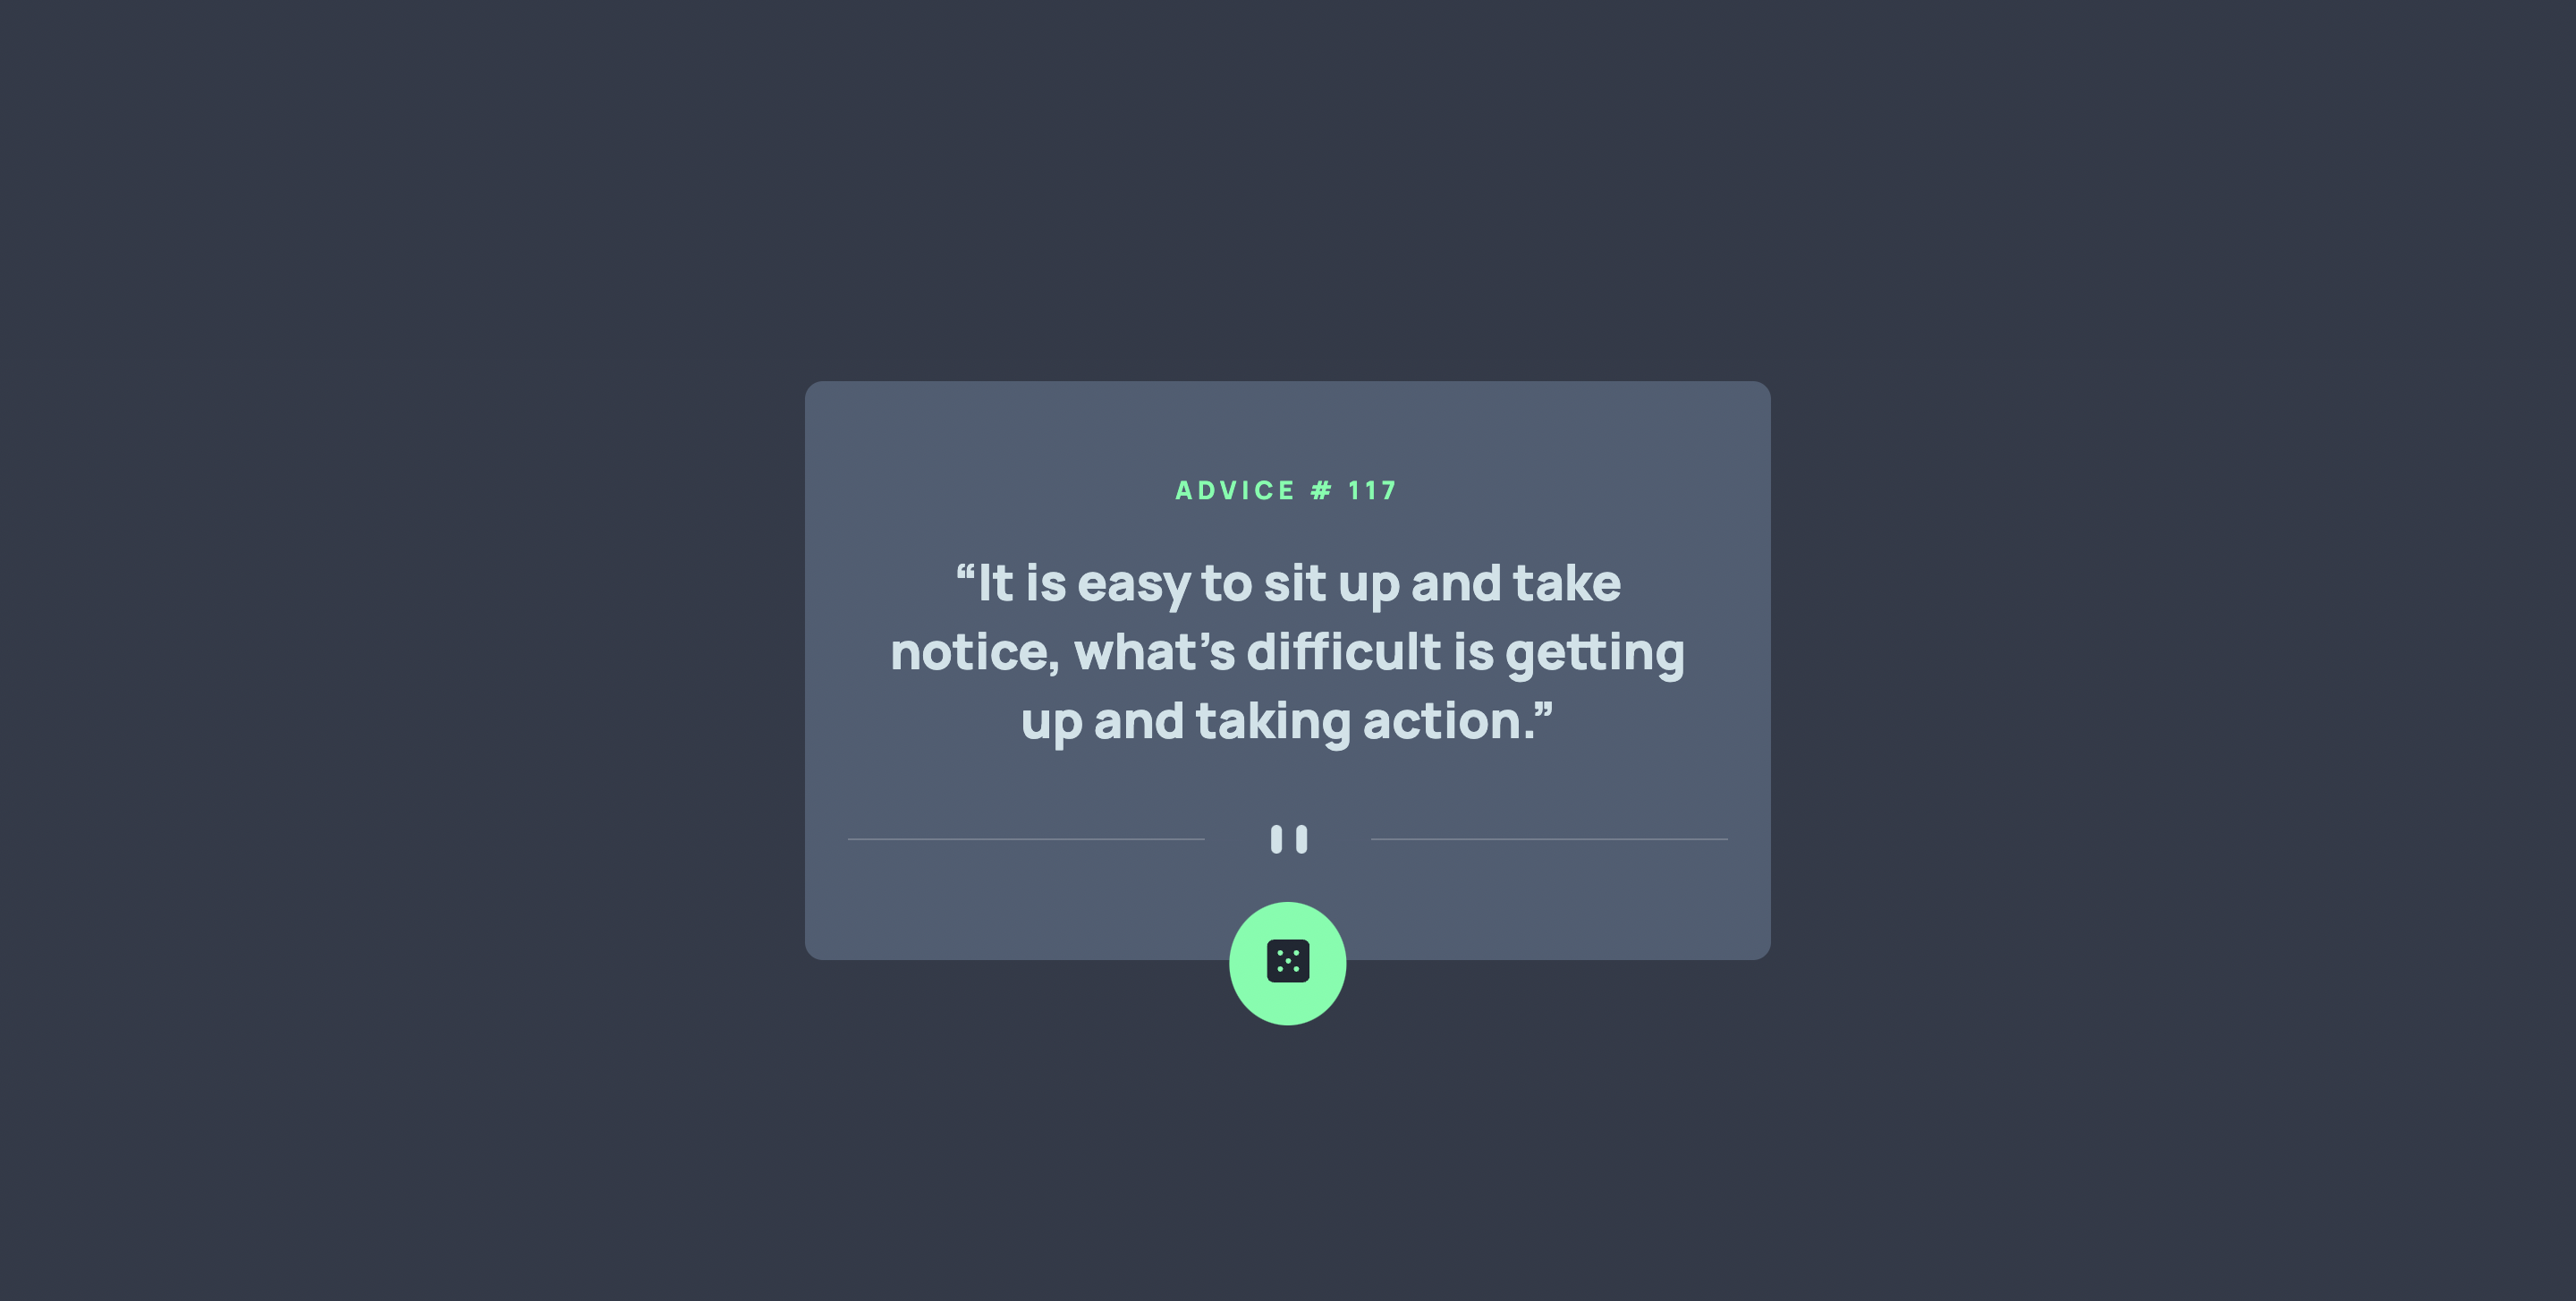 ADVICE # 117
“It is easy to sit up and take
notice, what’s difficult is getting
up and taking action.”